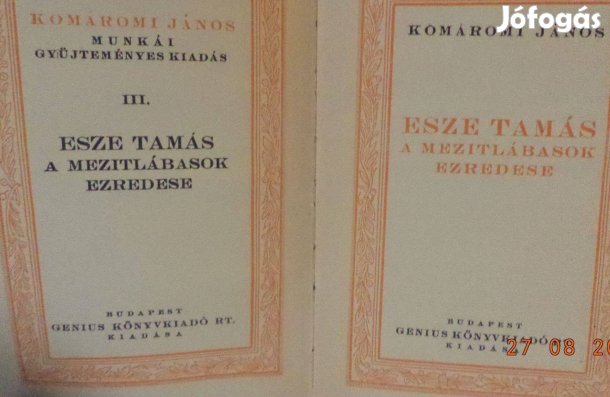 Jófogás
KOMÁROMI JÁNOS
MUNKÁI
GYŰJTEMÉNYES KIADÁS
III.
ESZE TAMÁS
A MEZITLÁBASOK
EZREDESE
BUDAPEST
GENIUS KÖNYVKIADÓ RT.
KIADÁSA
KOMÁROMI JÁNOS
ESZE TAMÁS
A MEZITLÁBASOK
EZREDESE
BUDAPEST
GENIUS KÖNYVKIADÓ
KIADÁSA
27 08 20